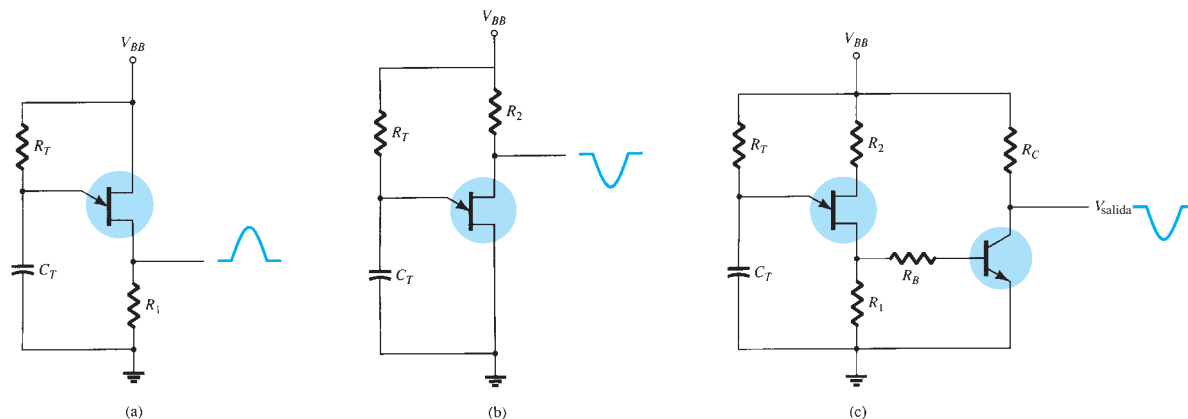 V_BB
R_T
C_T
R_1
(a)
V_BB
R_2
R_T
C_T
(b)
V_BB
R_T
R_2
R_C
V_salida
C_T
R_B
R_1
(c)